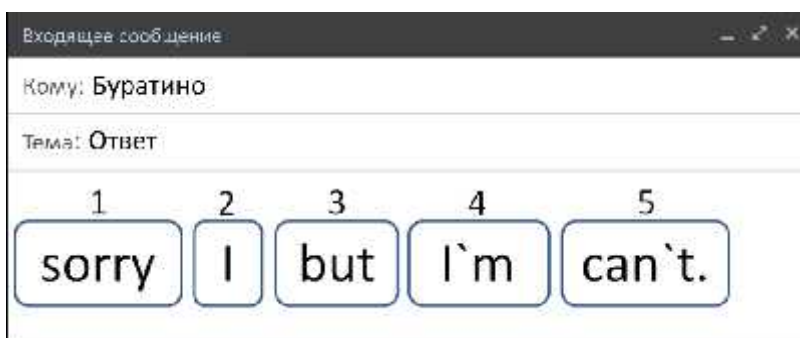 Входящее сообщение
Кому: Буратино
Тема: Ответ
1 2 3 4 5
sorry I but I`m can`t.